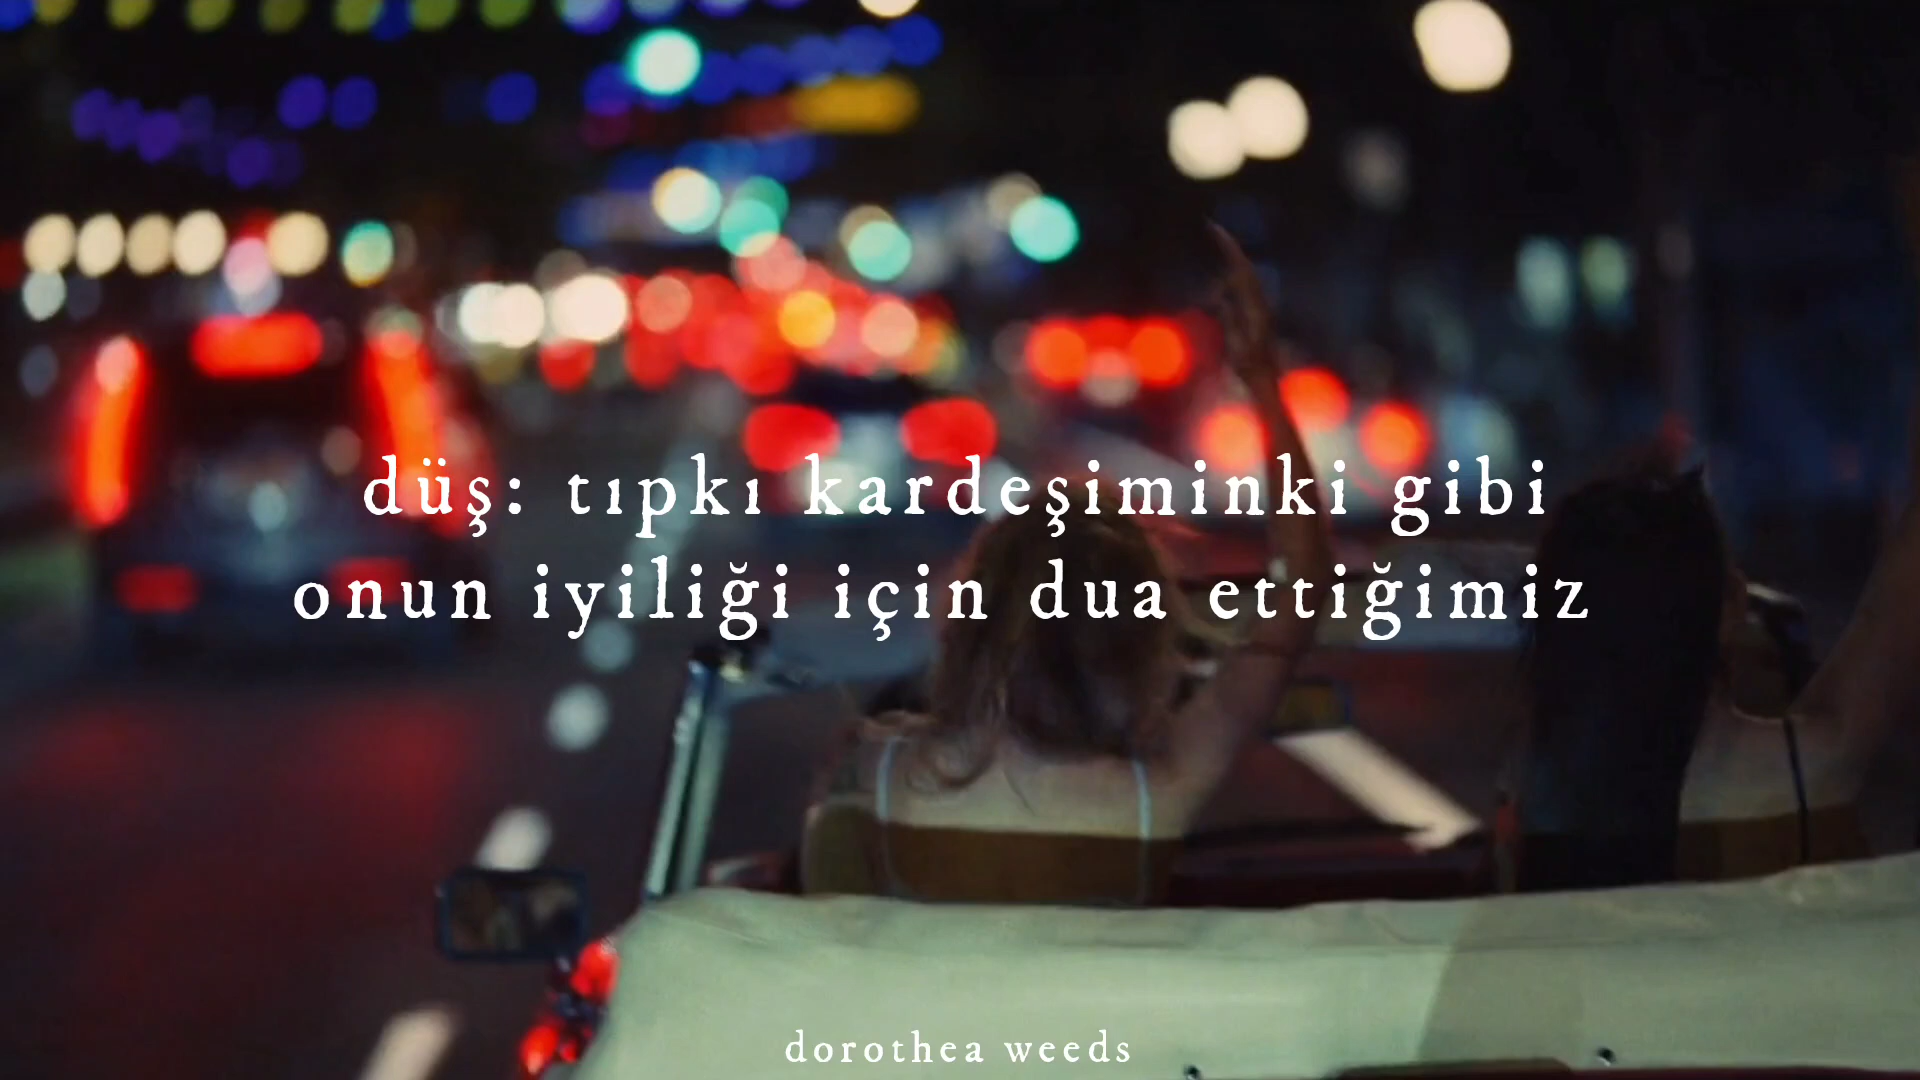 düş: tıpkı kardeşiminki gibi
onun iyiliği için dua ettiğimiz
dorothea weeds